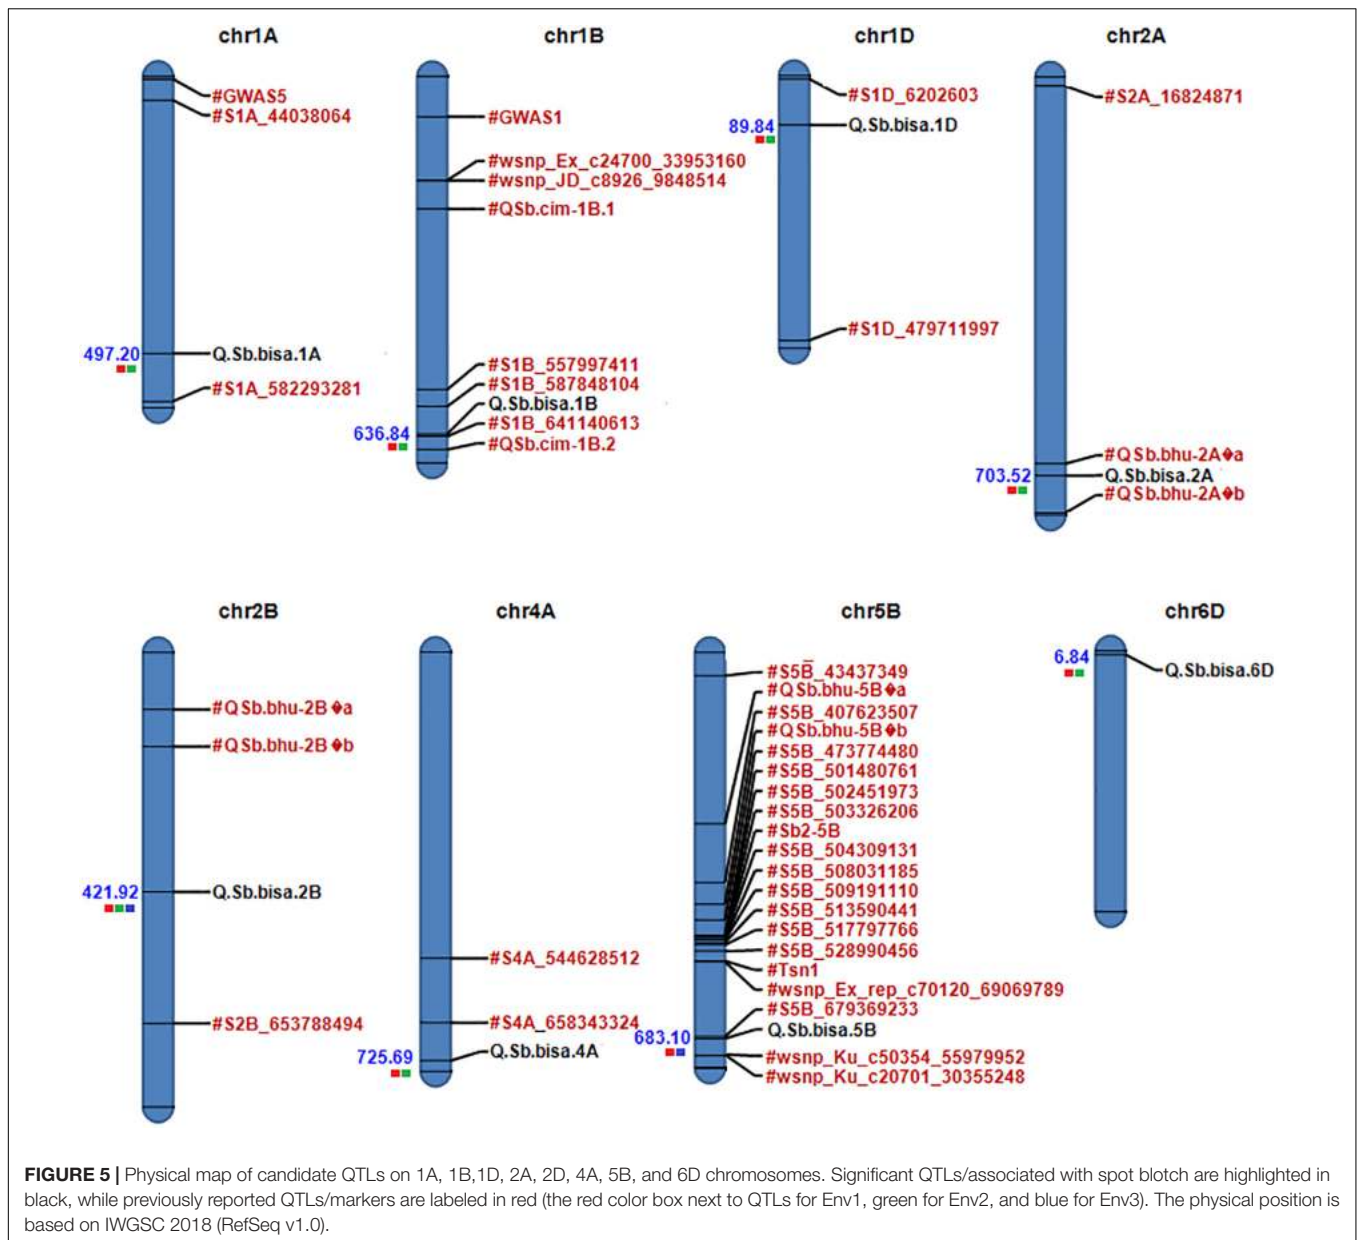 chr1A
#GWAS5
#S1A_44038064
497.20
Q.Sb.bisa.1A
#S1A_582293281
chr1B
#GWAS1
#wsnp_Ex_c24700_33953160
#wsnp_JD_c8926_9848514
#QSb.cim-1B.1
#S1B_557997411
#S1B_587848104
Q.Sb.bisa.1B
636.84
#S1B_641140613
#QSb.cim-1B.2
chr1D
#S1D_6202603
89.84
Q.Sb.bisa.1D
#S1D_479711997
chr2A
#S2A_16824871
#QSb.bhu-2A�a
703.52
Q.Sb.bisa.2A
#QSb.bhu-2A�b
chr2B
#QSb.bhu-2B�a
#QSb.bhu-2B�b
421.92
Q.Sb.bisa.2B
#S2B_653788494
chr4A
#S4A_544628512
#S4A_658343324
725.69
Q.Sb.bisa.4A
chr5B
#S5B_43437349
#QSb.bhu-5B�a
#S5B_407623507
#QSb.bhu-5B�b
#S5B_473774480
#S5B_501480761
#S5B_502451973
#S5B_503326206
#Sb2-5B
#S5B_504309131
#S5B_508031185
#S5B_509191110
#S5B_513590441
#S5B_517797766
#S5B_528990456
#Tsn1
#wsnp_Ex_rep_c70120_69069789
#S5B_679369233
683.10
Q.Sb.bisa.5B
#wsnp_Ku_c50354_55979952
#wsnp_Ku_c20701_30355248
chr6D
6.84
Q.Sb.bisa.6D
FIGURE 5 | Physical map of candidate QTLs on 1A, 1B,1D, 2A, 2D, 4A, 5B, and 6D chromosomes. Significant QTLs/associated with spot blotch are highlighted in
black, while previously reported QTLs/markers are labeled in red (the red color box next to QTLs for Env1, green for Env2, and blue for Env3). The physical position is
based on IWGSC 2018 (RefSeq v1.0).